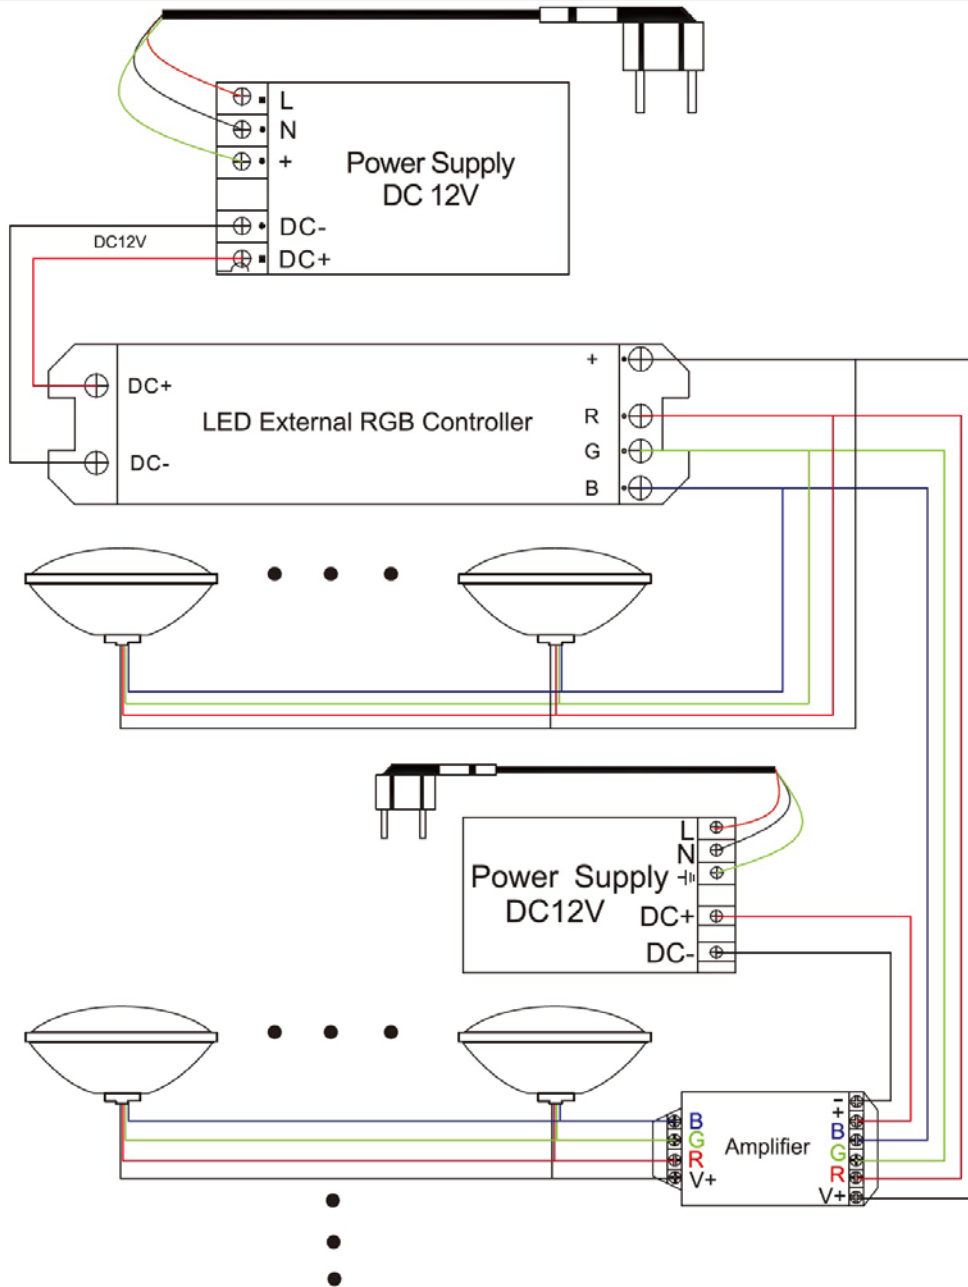 L
N
+
Power Supply
DC 12V
DC-
DC+
DC12V
DC+
DC-
LED External RGB Controller
+
R
G
B
L
N
Power Supply
DC12V
DC+
DC-
B
G
R
V+
Amplifier
-
+
B
G
R
V+